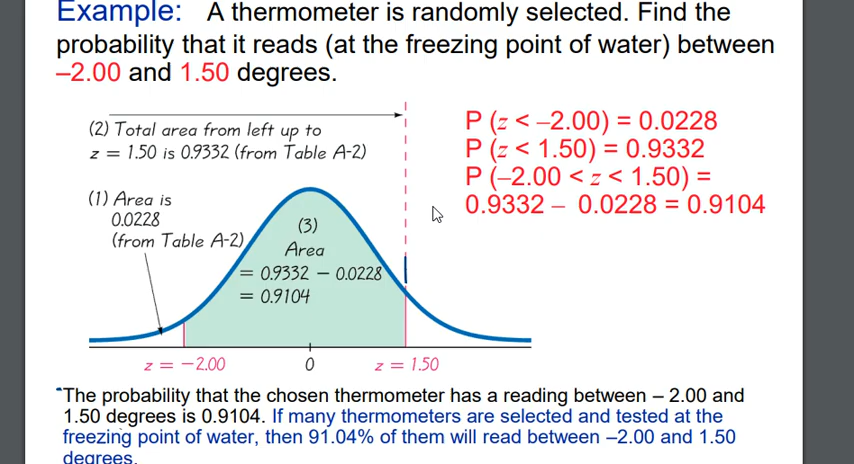 Example: A thermometer is randomly selected. Find the
probability that it reads (at the freezing point of water) between
–2.00 and 1.50 degrees.
(2) Total area from left up to
z = 1.50 is 0.9332 (from Table A-2)
(1) Area is
0.0228
(from Table A-2)
(3)
Area
= 0.9332 − 0.0228
= 0.9104
z = −2.00
0
z = 1.50
P (z < –2.00) = 0.0228
P (z < 1.50) = 0.9332
P (–2.00 < z < 1.50) =
0.9332 – 0.0228 = 0.9104
The probability that the chosen thermometer has a reading between – 2.00 and
1.50 degrees is 0.9104. If many thermometers are selected and tested at the
freezing point of water, then 91.04% of them will read between –2.00 and 1.50
degrees.